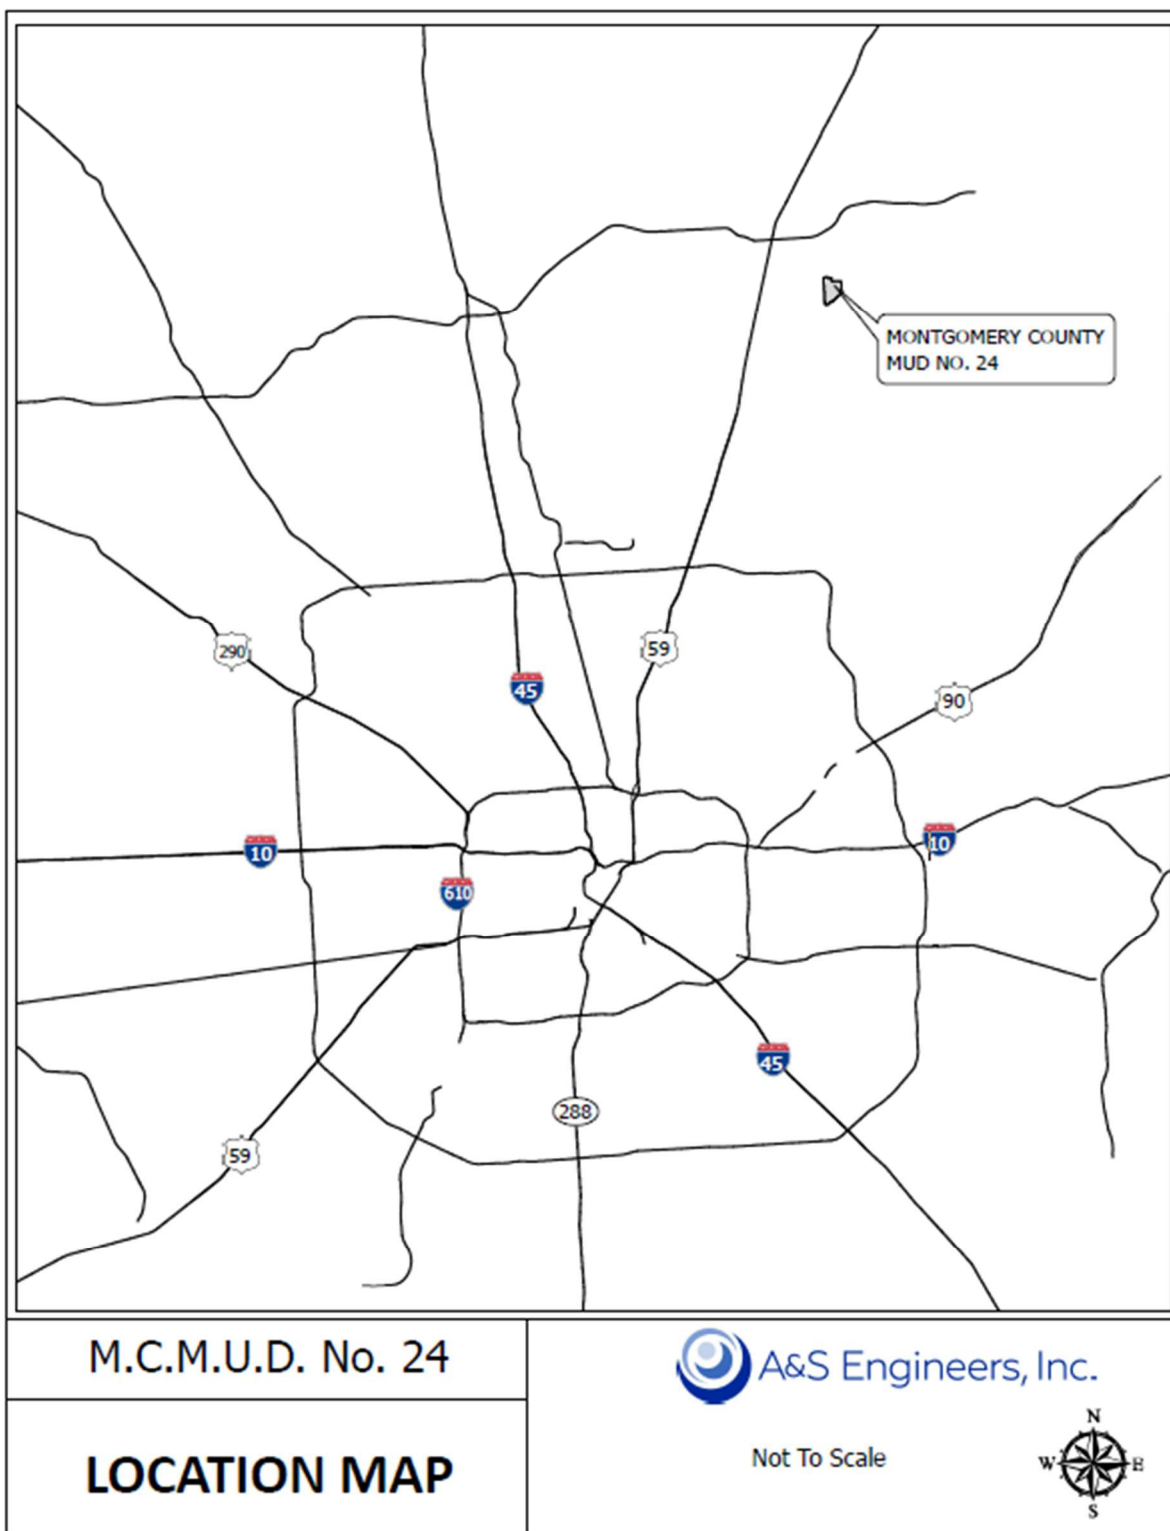 MONTGOMERY COUNTY
MUD NO. 24
290
59
45
90
10
10
610
45
288
59
M.C.M.U.D. No. 24
A&S Engineers, Inc.
LOCATION MAP
Not To Scale
N
W
E
S